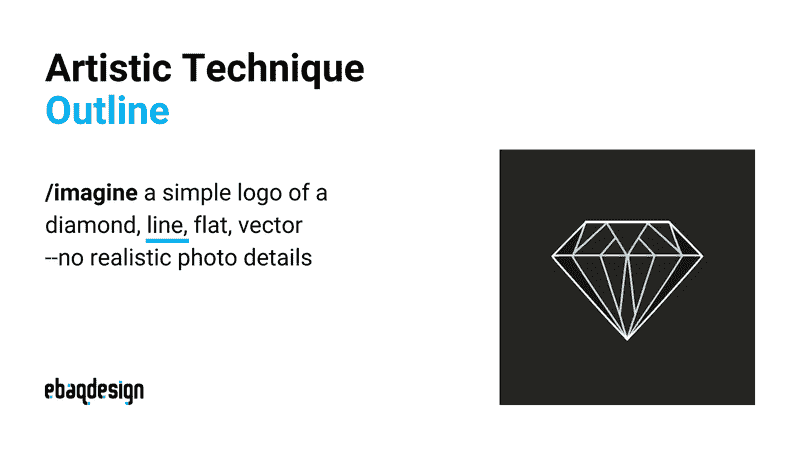 Artistic Technique
Outline
/imagine a simple logo of a
diamond, line, flat, vector
--no realistic photo details
ebaqdesign